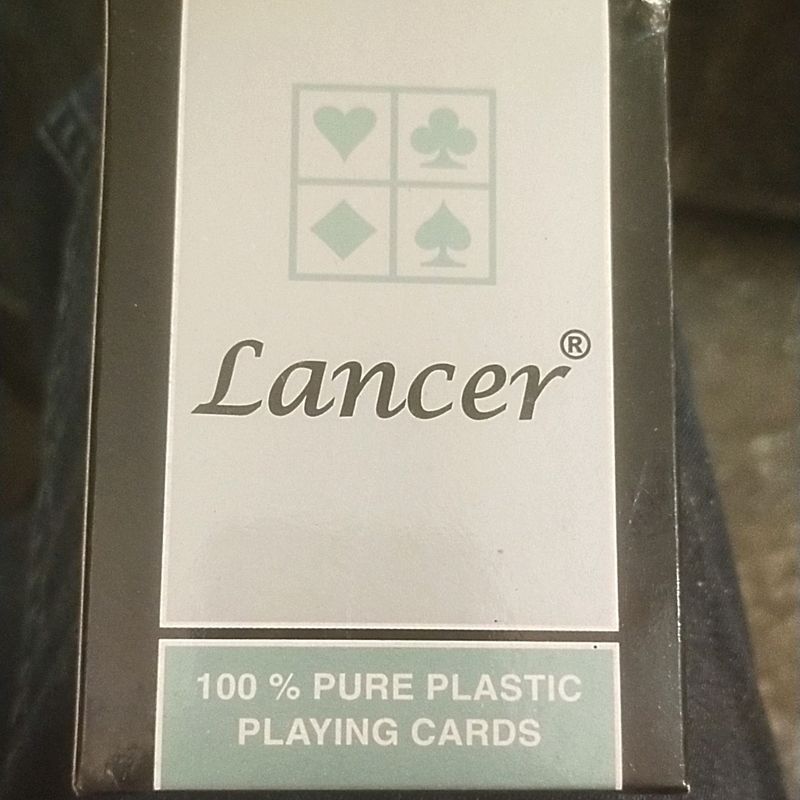 Lancer®
100 % PURE PLASTIC
PLAYING CARDS